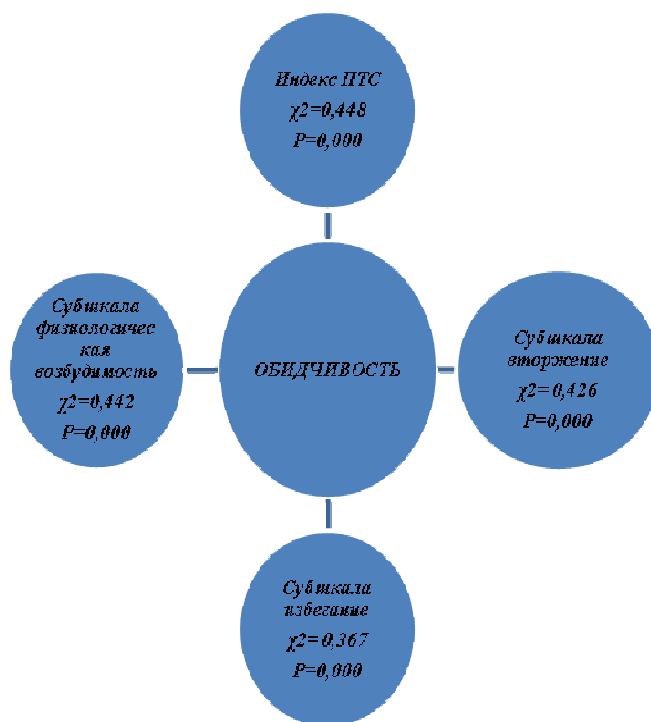 Индекс ПТС
χ2=0,448
P=0,000
Субшкала
физиологичес
кая
возбудимость
χ2=0,442
P=0,000
ОБИДЧИВОСТЬ
Субшкала
вторжение
χ2=0,426
P=0,000
Субшкала
избегание
χ2=0,367
P=0,000